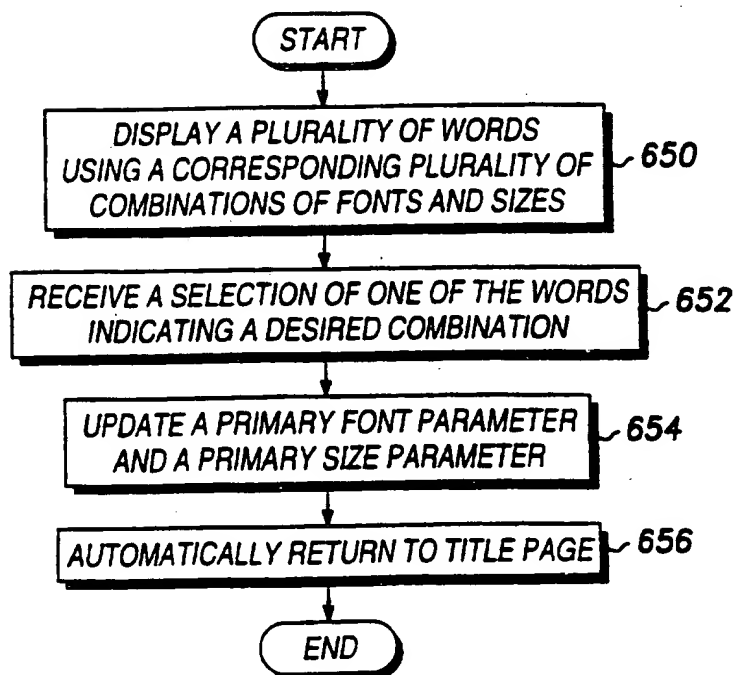 START
DISPLAY A PLURALITY OF WORDS
USING A CORRESPONDING PLURALITY OF
COMBINATIONS OF FONTS AND SIZES
650
RECEIVE A SELECTION OF ONE OF THE WORDS
INDICATING A DESIRED COMBINATION
652
UPDATE A PRIMARY FONT PARAMETER
AND A PRIMARY SIZE PARAMETER
654
AUTOMATICALLY RETURN TO TITLE PAGE
656
END